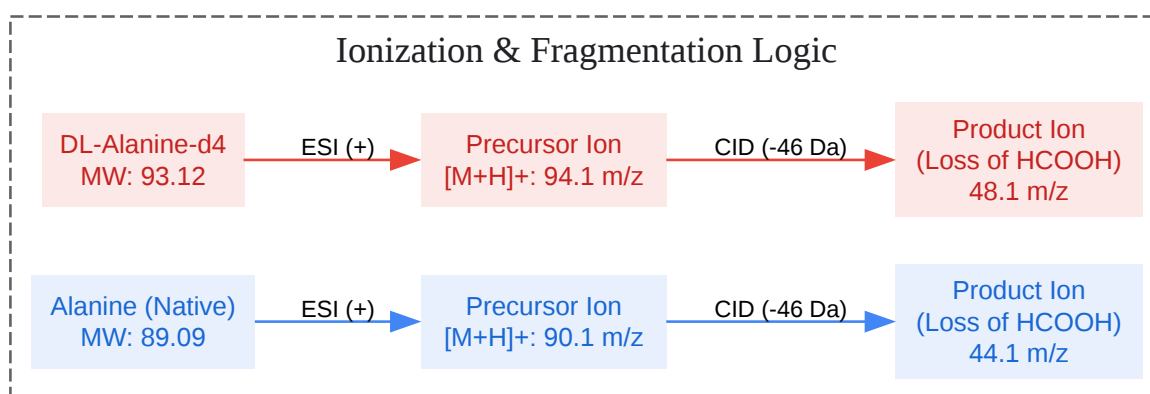 Ionization & Fragmentation Logic
DL-Alanine-d4
MW: 93.12
ESI (+)
Precursor Ion
[M+H]+: 94.1 m/z
CID (-46 Da)
Product Ion
(Loss of HCOOH)
48.1 m/z
Alanine (Native)
MW: 89.09
ESI (+)
Precursor Ion
[M+H]+: 90.1 m/z
CID (-46 Da)
Product Ion
(Loss of HCOOH)
44.1 m/z